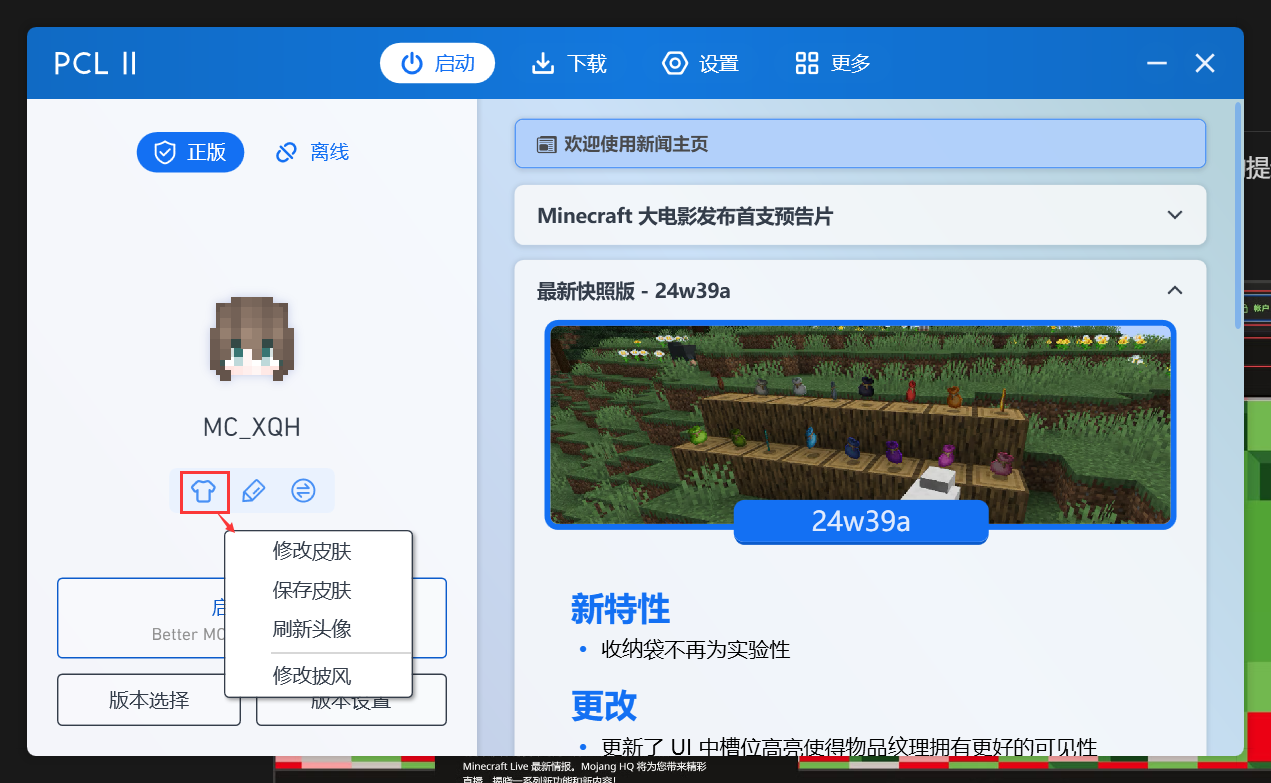 PCL II
启动
下载
设置
更多
正版
离线
欢迎使用新闻主页
Minecraft 大电影发布首支预告片
最新快照版 - 24w39a
MC_XQH
24w39a
修改皮肤
保存皮肤
刷新头像
修改披风
启
Better MC
版本选择
版本设置
新特性
收纳袋不再为实验性
更改
更新了 UI 中槽位高亮使得物品纹理拥有更好的可见性
提
帐户
Minecraft Live 最新情报。Mojang HQ 将为您带来精彩